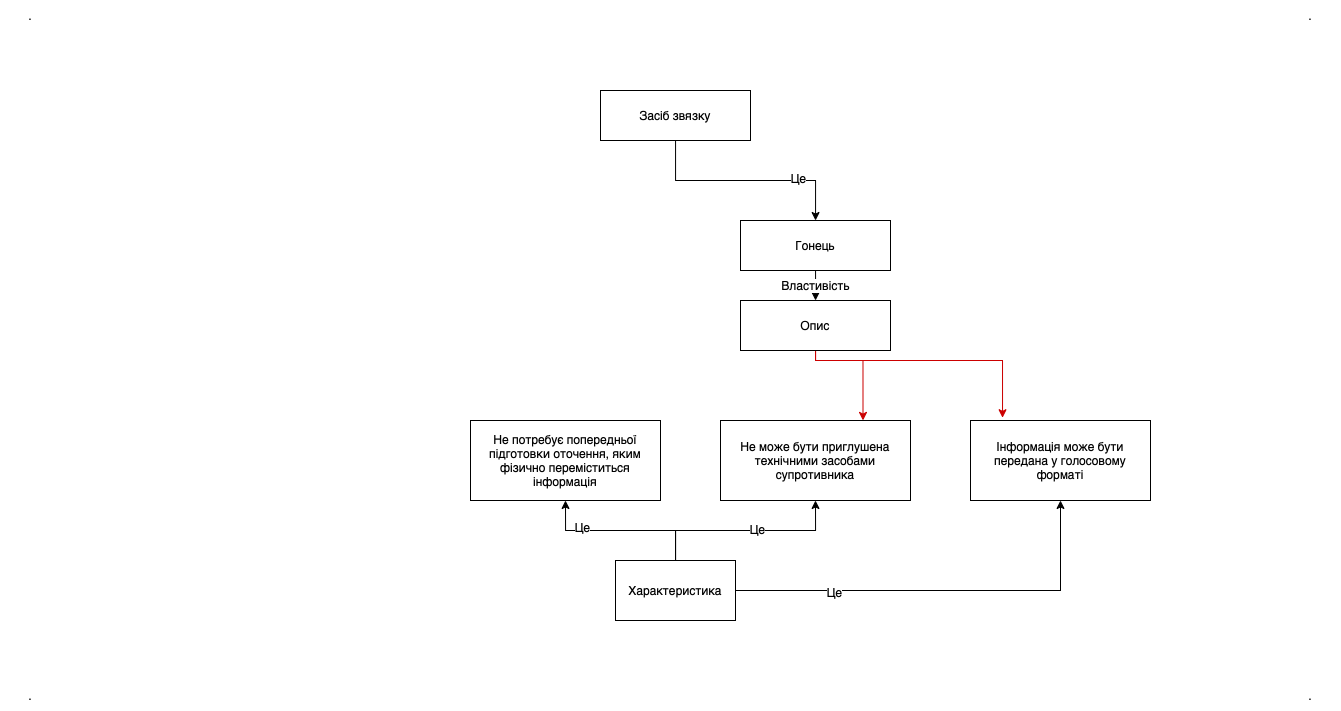 Засіб звязку
Це
Гонець
Властивість
Опис
Не потребує попередньої
підготовки оточення, яким
фізично переміститься
інформація
Не може бути приглушена
технічними засобами
супротивника
Інформація може бути
передана у голосовому
форматі
Це
Це
Характеристика
Це